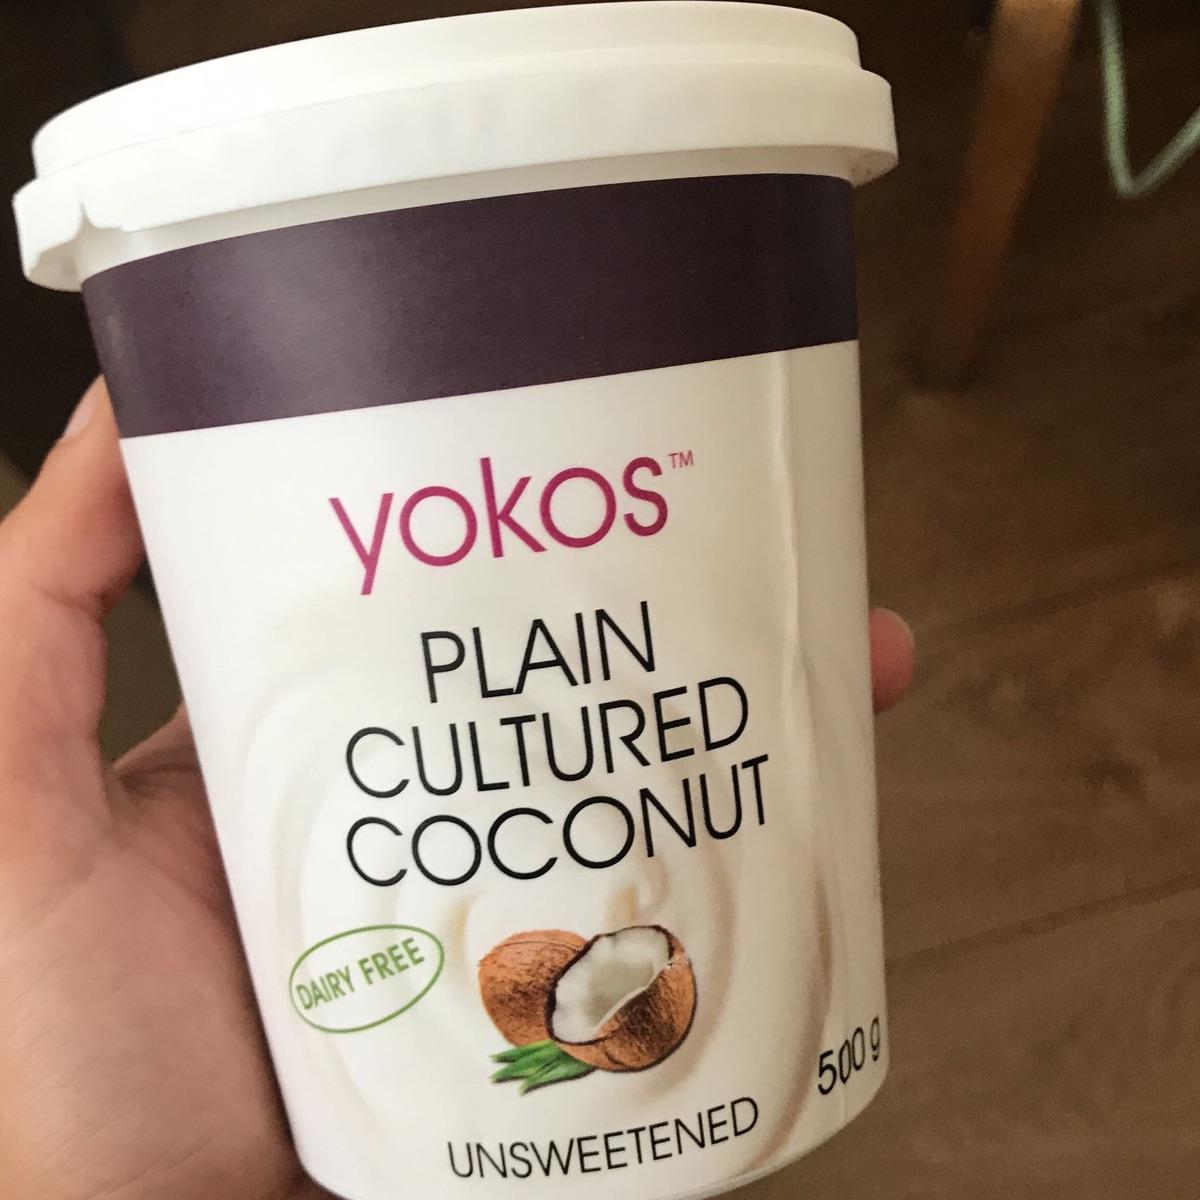 yokos™
PLAIN
CULTURED
COCONUT
DAIRY FREE
500 g
UNSWEETENED